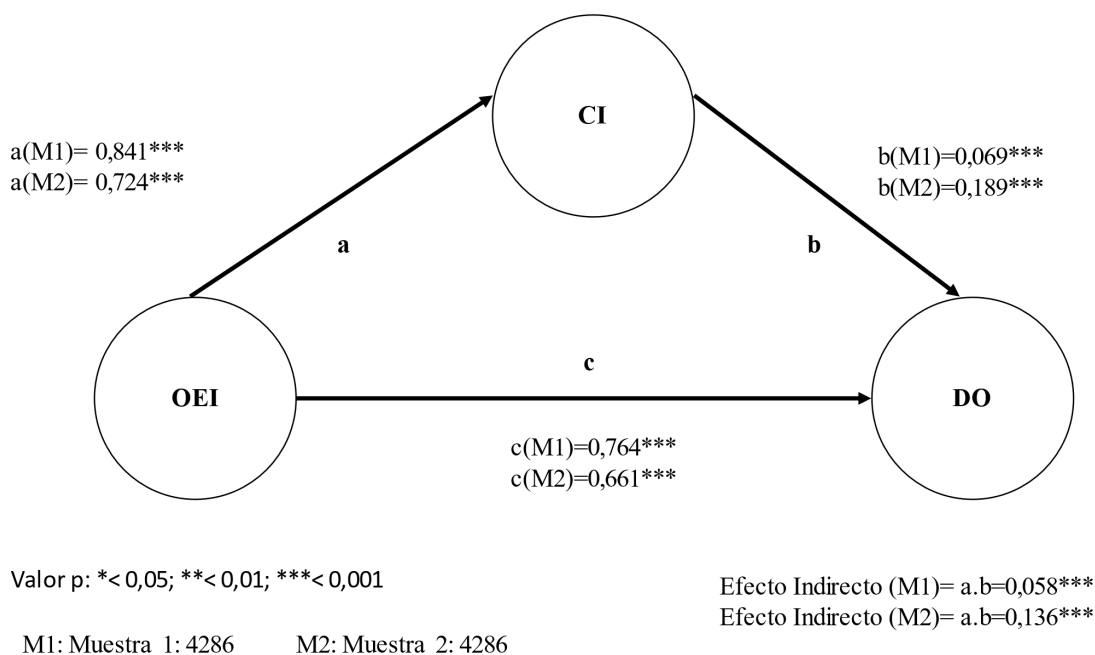 CI
a(M1)= 0,841***
a(M2)= 0,724***
b(M1)=0,069***
b(M2)=0,189***
a
b
c
OEI
DO
c(M1)=0,764***
c(M2)=0,661***
Valor p: *< 0,05; **< 0,01; ***< 0,001
Efecto Indirecto (M1)= a.b=0,058***
Efecto Indirecto (M2)= a.b=0,136***
M1: Muestra 1: 4286 M2: Muestra 2: 4286